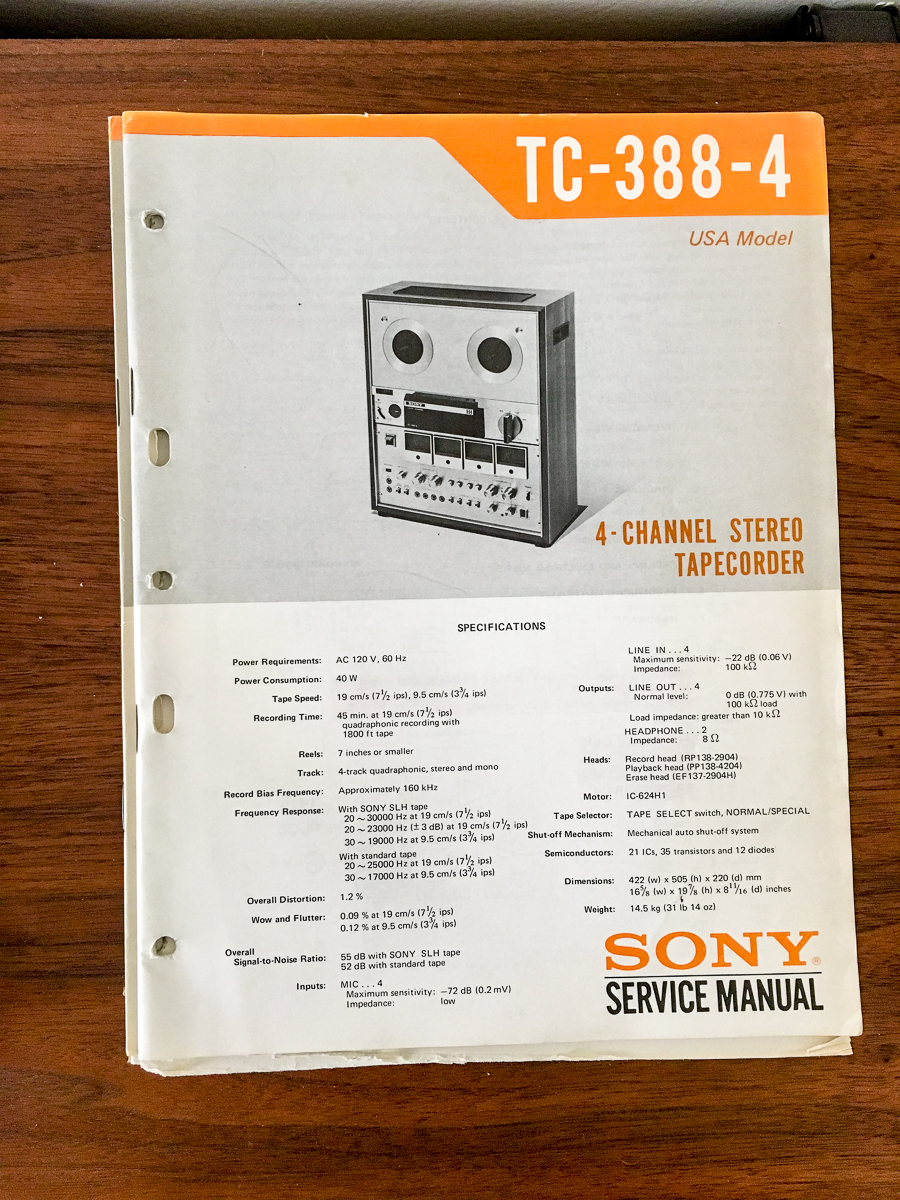 TC-388-4
USA Model
SONY
4-CHANNEL STEREO
TAPECORDER
SPECIFICATIONS
Power Requirements: AC 120 V, 60 Hz
Power Consumption: 40 W
Tape Speed: 19 cm/s (7½ ips), 9.5 cm/s (3¾ ips)
Recording Time: 45 min. at 19 cm/s (7½ ips)
quadraphonic recording with
1800 ft tape
Reels: 7 inches or smaller
Track: 4-track quadraphonic, stereo and mono
Record Bias Frequency: Approximately 160 kHz
Frequency Response: With SONY SLH tape
20 ~ 30000 Hz at 19 cm/s (7½ ips)
20 ~ 23000 Hz (±3 dB) at 19 cm/s (7½ ips)
30 ~ 19000 Hz at 9.5 cm/s (3¾ ips)
With standard tape
20 ~ 25000 Hz at 19 cm/s (7½ ips)
30 ~ 17000 Hz at 9.5 cm/s (3¾ ips)
Overall Distortion: 1.2 %
Wow and Flutter: 0.09 % at 19 cm/s (7½ ips)
0.12 % at 9.5 cm/s (3¾ ips)
Overall
Signal-to-Noise Ratio: 55 dB with SONY SLH tape
52 dB with standard tape
Inputs: MIC . . . 4
Maximum sensitivity: −72 dB (0.2 mV)
Impedance: low
LINE IN . . . 4
Maximum sensitivity: −22 dB (0.06 V)
Impedance: 100 kΩ
Outputs: LINE OUT . . . 4
Normal level: 0 dB (0.775 V) with
100 kΩ load
Load impedance: greater than 10 kΩ
HEADPHONE . . . 2
Impedance: 8 Ω
Heads: Record head (RP138-2904)
Playback head (PP138-4204)
Erase head (EF137-2904H)
Motor: IC-624H1
Tape Selector: TAPE SELECT switch, NORMAL/SPECIAL
Shut-off Mechanism: Mechanical auto shut-off system
Semiconductors: 21 ICs, 35 transistors and 12 diodes
Dimensions: 422 (w) x 505 (h) x 220 (d) mm
16⅝ (w) x 19⅞ (h) x 8 11/16 (d) inches
Weight: 14.5 kg (31 lb 14 oz)
SONY®
SERVICE MANUAL